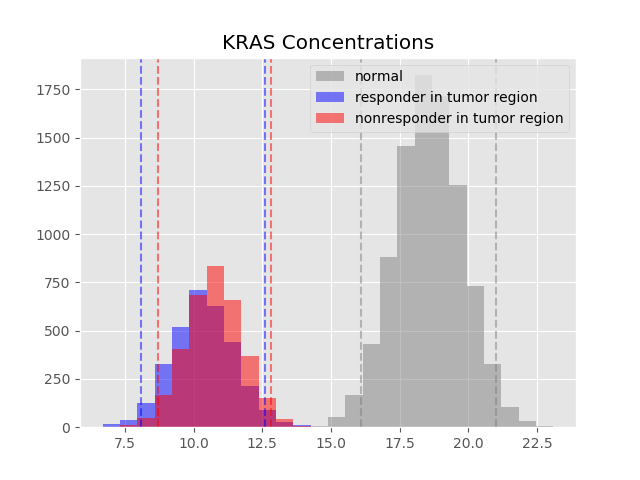 KRAS Concentrations
normal
responder in tumor region
nonresponder in tumor region
1750
1500
1250
1000
750
500
250
0
7.5 10.0 12.5 15.0 17.5 20.0 22.5